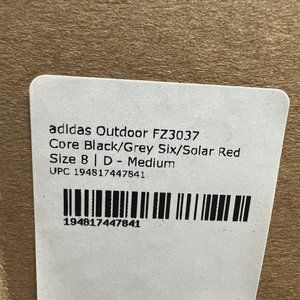 adidas Outdoor FZ3037
Core Black/Grey Six/Solar Red
Size 8 | D - Medium
UPC 194817447841
194817447841